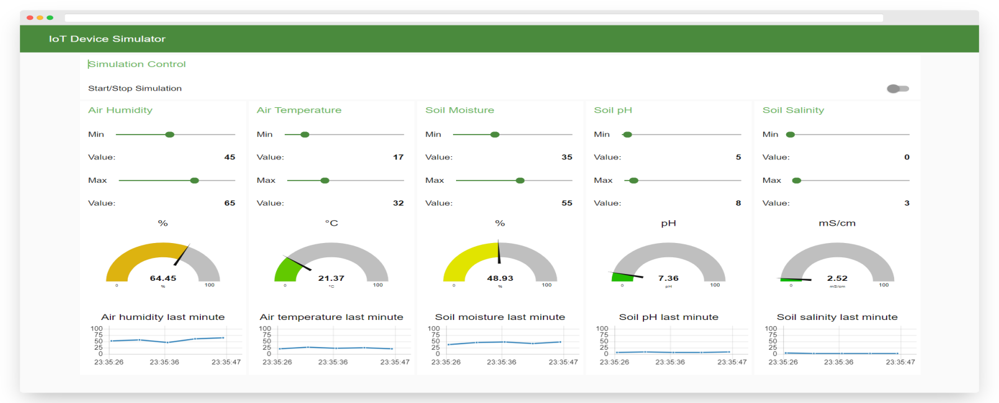 IoT Device Simulator
Simulation Control
Start/Stop Simulation
Air Humidity
Min
Value: 45
Max
Value: 65
%
64.45
%
0 100
Air humidity last minute
100
75
50
25
0
23:35:26 23:35:36 23:35:47
Air Temperature
Min
Value: 17
Max
Value: 32
°C
21.37
°C
0 100
Air temperature last minute
100
75
50
25
0
23:35:26 23:35:36 23:35:47
Soil Moisture
Min
Value: 35
Max
Value: 55
%
48.93
%
0 100
Soil moisture last minute
100
75
50
25
0
23:35:26 23:35:36 23:35:47
Soil pH
Min
Value: 5
Max
Value: 8
pH
7.36
pH
0 100
Soil pH last minute
100
75
50
25
0
23:35:26 23:35:36 23:35:47
Soil Salinity
Min
Value: 0
Max
Value: 3
mS/cm
2.52
mS/cm
0 100
Soil salinity last minute
100
75
50
25
0
23:35:26 23:35:36 23:35:47